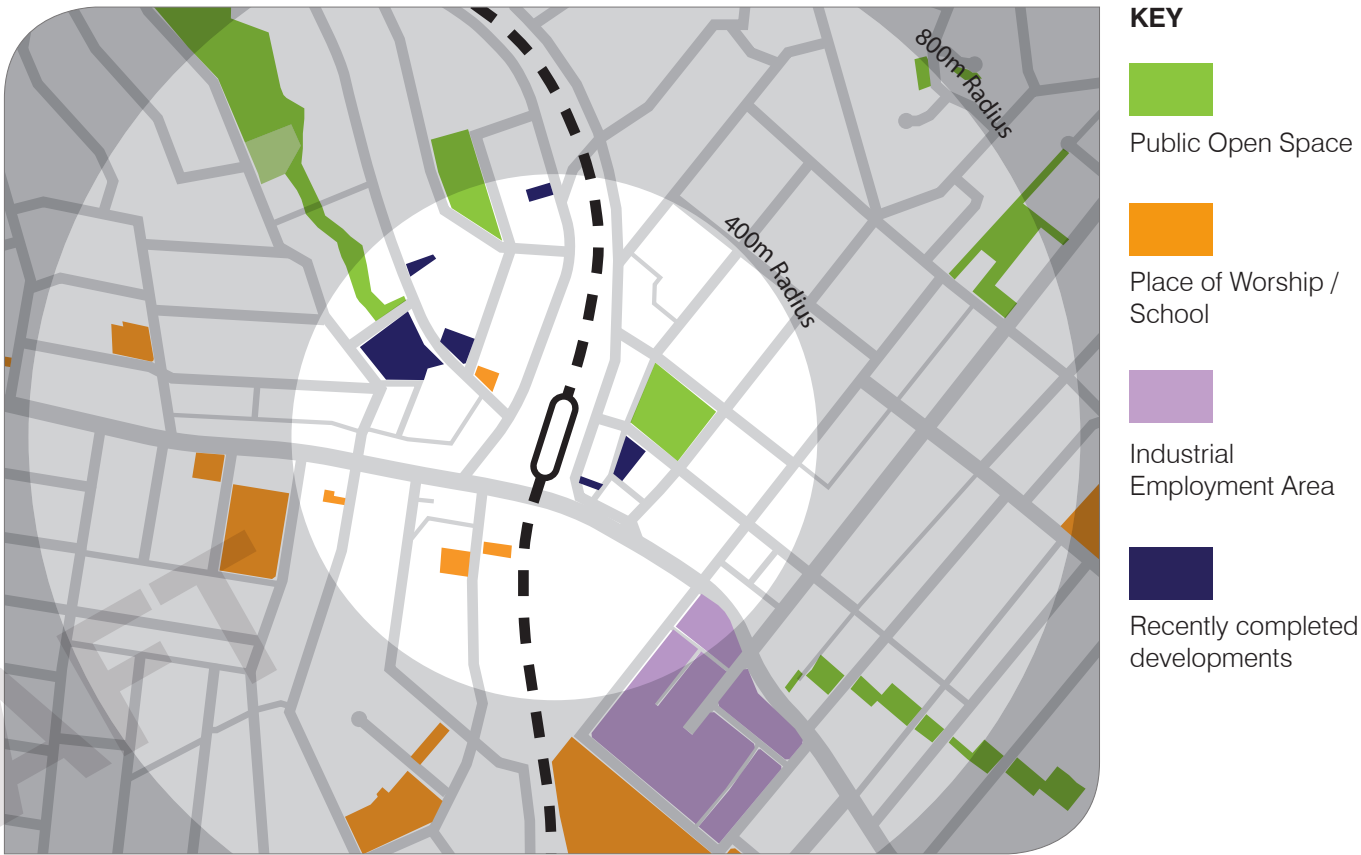 800m Radius
400m Radius
KEY
Public Open Space
Place of Worship /
School
Industrial
Employment Area
Recently completed
developments